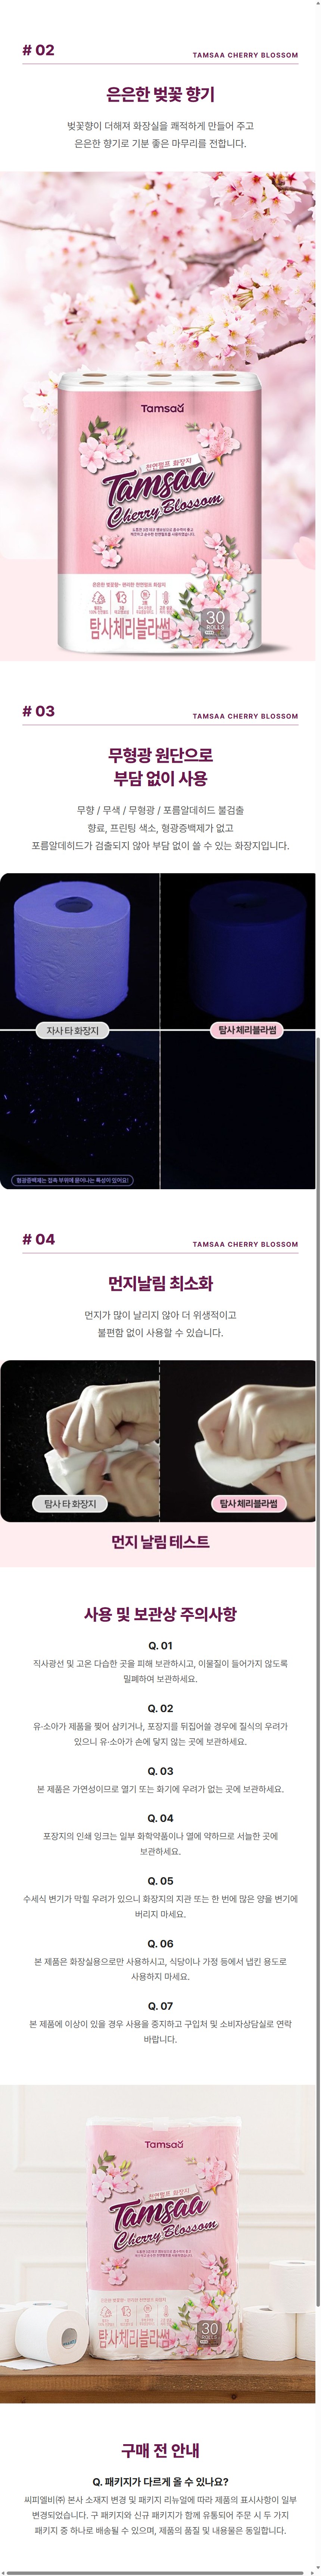 # 02
TAMSAA CHERRY BLOSSOM
은은한 벚꽃 향기
벚꽃향이 더해져 화장실을 쾌적하게 만들어 주고
은은한 향기로 기분 좋은 마무리를 전합니다.
Tamsaa
천연펄프 화장지
Tamsaa
Cherry Blossom
탐사체리블라썸
30
ROLLS
# 03
TAMSAA CHERRY BLOSSOM
무형광 원단으로
부담 없이 사용
무향 / 무색 / 무형광 / 포름알데히드 불검출
향료, 프린팅 색소, 형광증백제가 없고
포름알데히드가 검출되지 않아 부담 없이 쓸 수 있는 화장지입니다.
자사 타 화장지
탐사 체리블라썸
형광증백제는 접촉 부위에 묻어나는 특성이 있어요!
# 04
TAMSAA CHERRY BLOSSOM
먼지날림 최소화
먼지가 많이 날리지 않아 더 위생적이고
불편함 없이 사용할 수 있습니다.
탐사 타 화장지
탐사 체리블라썸
먼지 날림 테스트
사용 및 보관상 주의사항
Q. 01
직사광선 및 고온 다습한 곳을 피해 보관하시고, 이물질이 들어가지 않도록
밀폐하여 보관하세요.
Q. 02
유·소아가 제품을 찢어 삼키거나, 포장지를 뒤집어쓸 경우에 질식의 우려가
있으니 유·소아가 손에 닿지 않는 곳에 보관하세요.
Q. 03
본 제품은 가연성이므로 열기 또는 화기에 우려가 없는 곳에 보관하세요.
Q. 04
포장지의 인쇄 잉크는 일부 화학약품이나 열에 약하므로 서늘한 곳에
보관하세요.
Q. 05
수세식 변기가 막힐 우려가 있으니 화장지의 지관 또는 한 번에 많은 양을 변기에
버리지 마세요.
Q. 06
본 제품은 화장실용으로만 사용하시고, 식당이나 가정 등에서 냅킨 용도로
사용하지 마세요.
Q. 07
본 제품에 이상이 있을 경우 사용을 중지하고 구입처 및 소비자상담실로 연락
바랍니다.
Tamsaa
천연펄프 화장지
Tamsaa
Cherry Blossom
탐사체리블라썸
30
ROLLS
구매 전 안내
Q. 패키지가 다르게 올 수 있나요?
씨피엘비㈜ 본사 소재지 변경 및 패키지 리뉴얼에 따라 제품의 표시사항이 일부
변경되었습니다. 구 패키지와 신규 패키지가 함께 유통되어 주문 시 두 가지
패키지 중 하나로 배송될 수 있으며, 제품의 품질 및 내용물은 동일합니다.